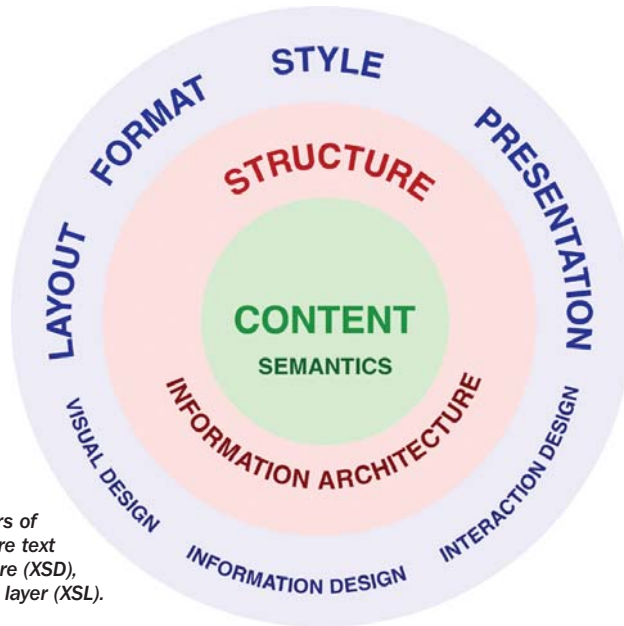 STYLE
FORMAT
LAYOUT
PRESENTATION
STRUCTURE
CONTENT
SEMANTICS
INFORMATION ARCHITECTURE
VISUAL DESIGN
INFORMATION DESIGN
INTERACTION DESIGN
rs of
re text
re (XSD),
layer (XSL).